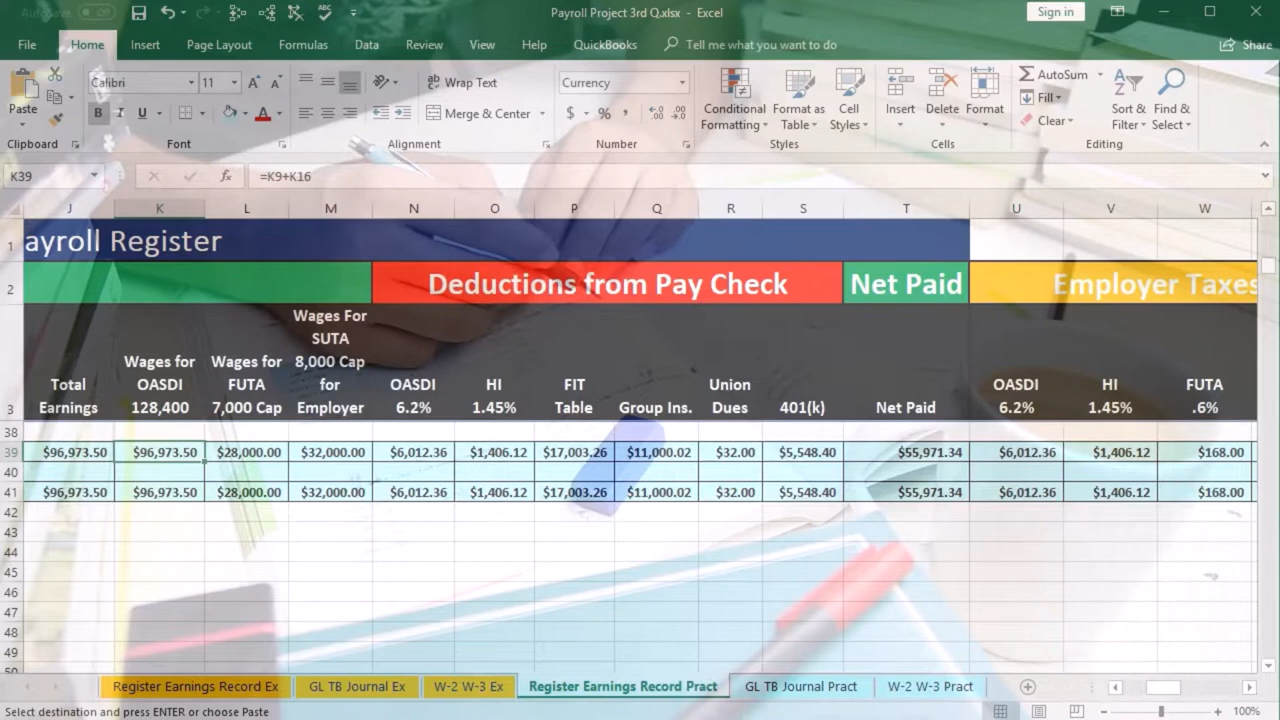 AutoSave Off
Payroll Project 3rd Q.xlsx - Excel
Sign in
File Home Insert Page Layout Formulas Data Review View Help QuickBooks Tell me what you want to do Share
Calibri 11
Wrap Text
Currency
AutoSum
Fill
Clear
Paste
B I U
Merge & Center
$ % ,
Conditional Formatting
Format as Table
Cell Styles
Insert Delete Format
Sort & Filter
Find & Select
Clipboard Font Alignment Number Styles Cells Editing
K39 fx =K9+K16
J K L M N O P Q R S T U V W
1 ayroll Register
2 Deductions from Pay Check Net Paid Employer Taxes
Wages For
SUTA
Wages for Wages for 8,000 Cap
Total OASDI FUTA for OASDI HI FIT Union OASDI HI FUTA
3 Earnings 128,400 7,000 Cap Employer 6.2% 1.45% Table Group Ins. Dues 401(k) Net Paid 6.2% 1.45% .6%
38
39 $96,973.50 $96,973.50 $28,000.00 $32,000.00 $6,012.36 $1,406.12 $17,003.26 $11,000.02 $32.00 $5,548.40 $55,971.34 $6,012.36 $1,406.12 $168.00
40
41 $96,973.50 $96,973.50 $28,000.00 $32,000.00 $6,012.36 $1,406.12 $17,003.26 $11,000.02 $32.00 $5,548.40 $55,971.34 $6,012.36 $1,406.12 $168.00
42
43
44
45
46
47
48
49
50
Register Earnings Record Ex GL TB Journal Ex W-2 W-3 Ex Register Earnings Record Pract GL TB Journal Pract W-2 W-3 Pract
Select destination and press ENTER or choose Paste
100%